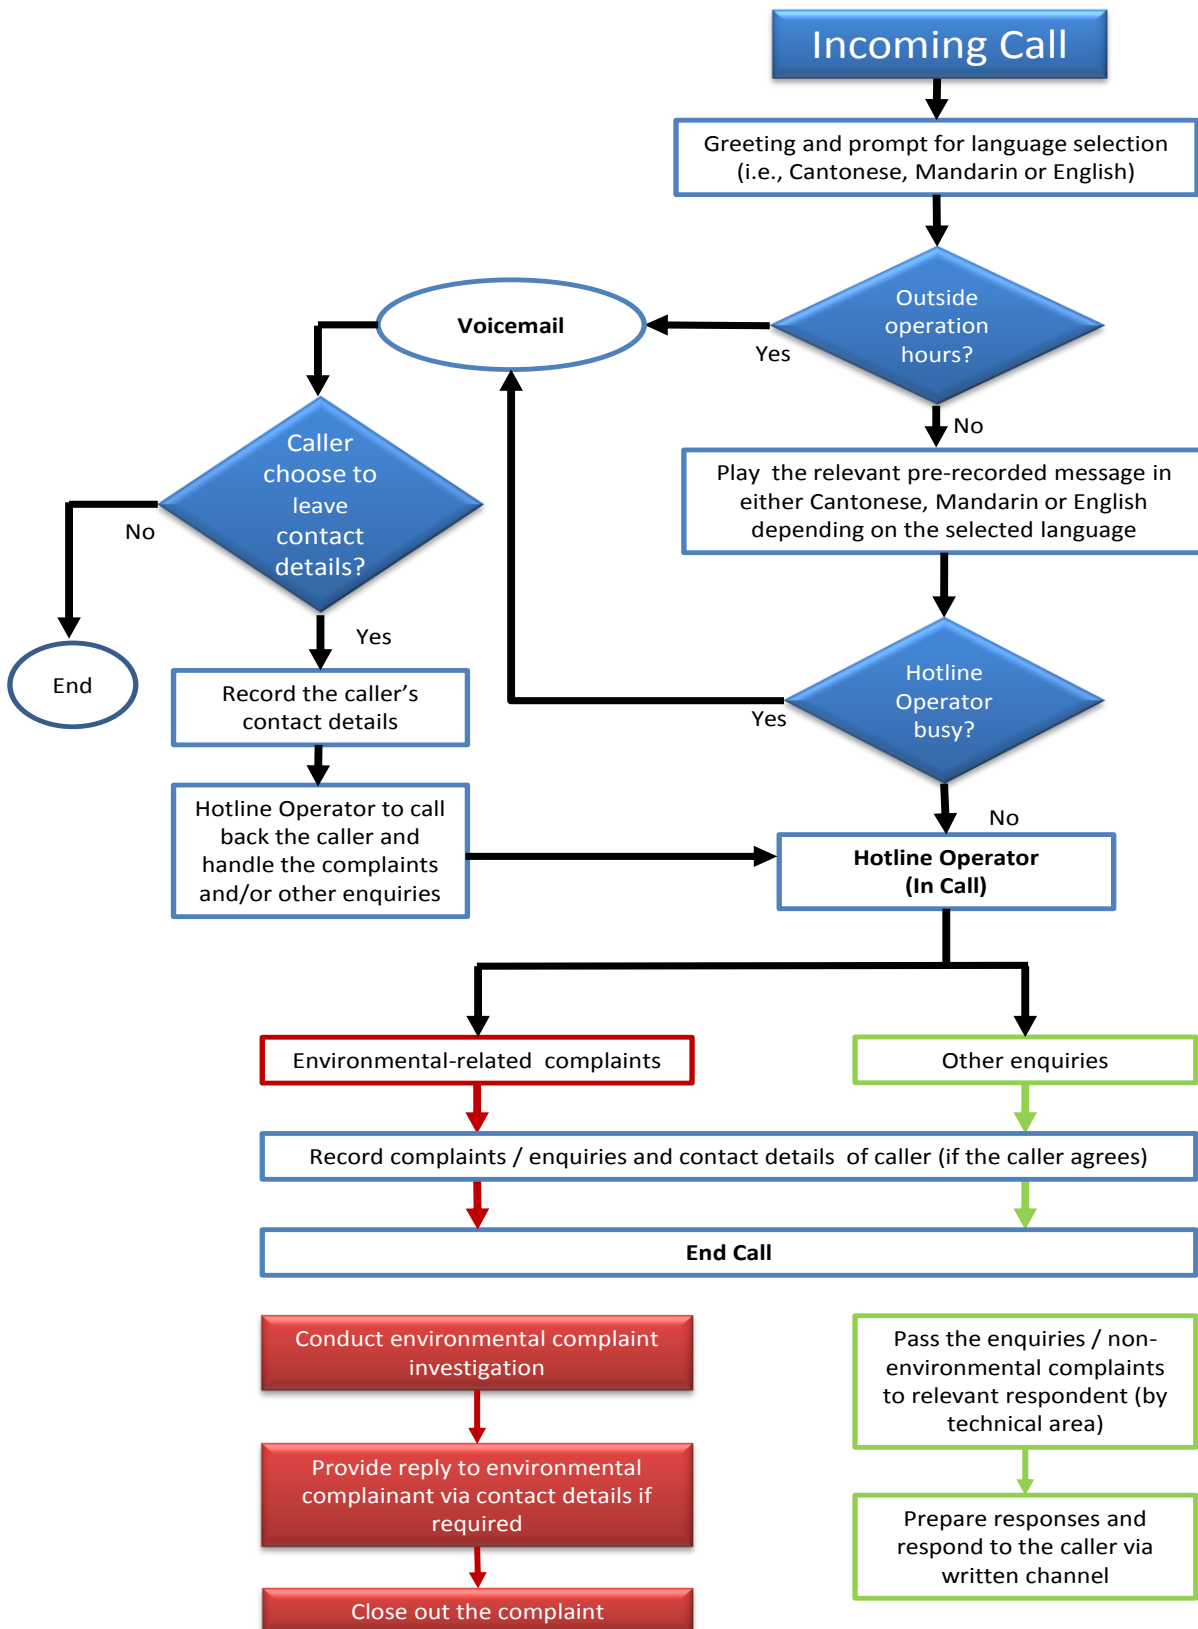 Incoming Call
Greeting and prompt for language selection
(i.e., Cantonese, Mandarin or English)
Outside
operation
hours?
Yes
Voicemail
No
Caller
choose to
leave
contact
details?
No
Play the relevant pre-recorded message in
either Cantonese, Mandarin or English
depending on the selected language
Yes
End
Record the caller’s
contact details
Hotline
Operator
busy?
Yes
Hotline Operator to call
back the caller and
handle the complaints
and/or other enquiries
No
Hotline Operator
(In Call)
Environmental-related complaints
Other enquiries
Record complaints / enquiries and contact details of caller (if the caller agrees)
End Call
Conduct environmental complaint
investigation
Provide reply to environmental
complainant via contact details if
required
Close out the complaint
Pass the enquiries / non-
environmental complaints
to relevant respondent (by
technical area)
Prepare responses and
respond to the caller via
written channel